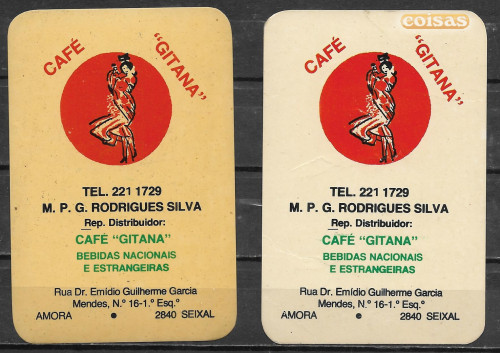 CAFÉ "GITANA"
TEL. 221 1729
M. P. G. RODRIGUES SILVA
Rep. Distribuidor:
CAFÉ "GITANA"
BEBIDAS NACIONAIS
E ESTRANGEIRAS
Rua Dr. Emídio Guilherme Garcia
Mendes, N.º 16-1.º Esq.º
AMORA • 2840 SEIXAL
coisas
CAFÉ "GITANA"
TEL. 221 1729
M. P. G. RODRIGUES SILVA
Rep. Distribuidor:
CAFÉ "GITANA"
BEBIDAS NACIONAIS
E ESTRANGEIRAS
Rua Dr. Emídio Guilherme Garcia
Mendes, N.º 16-1.º Esq.º
AMORA • 2840 SEIXAL